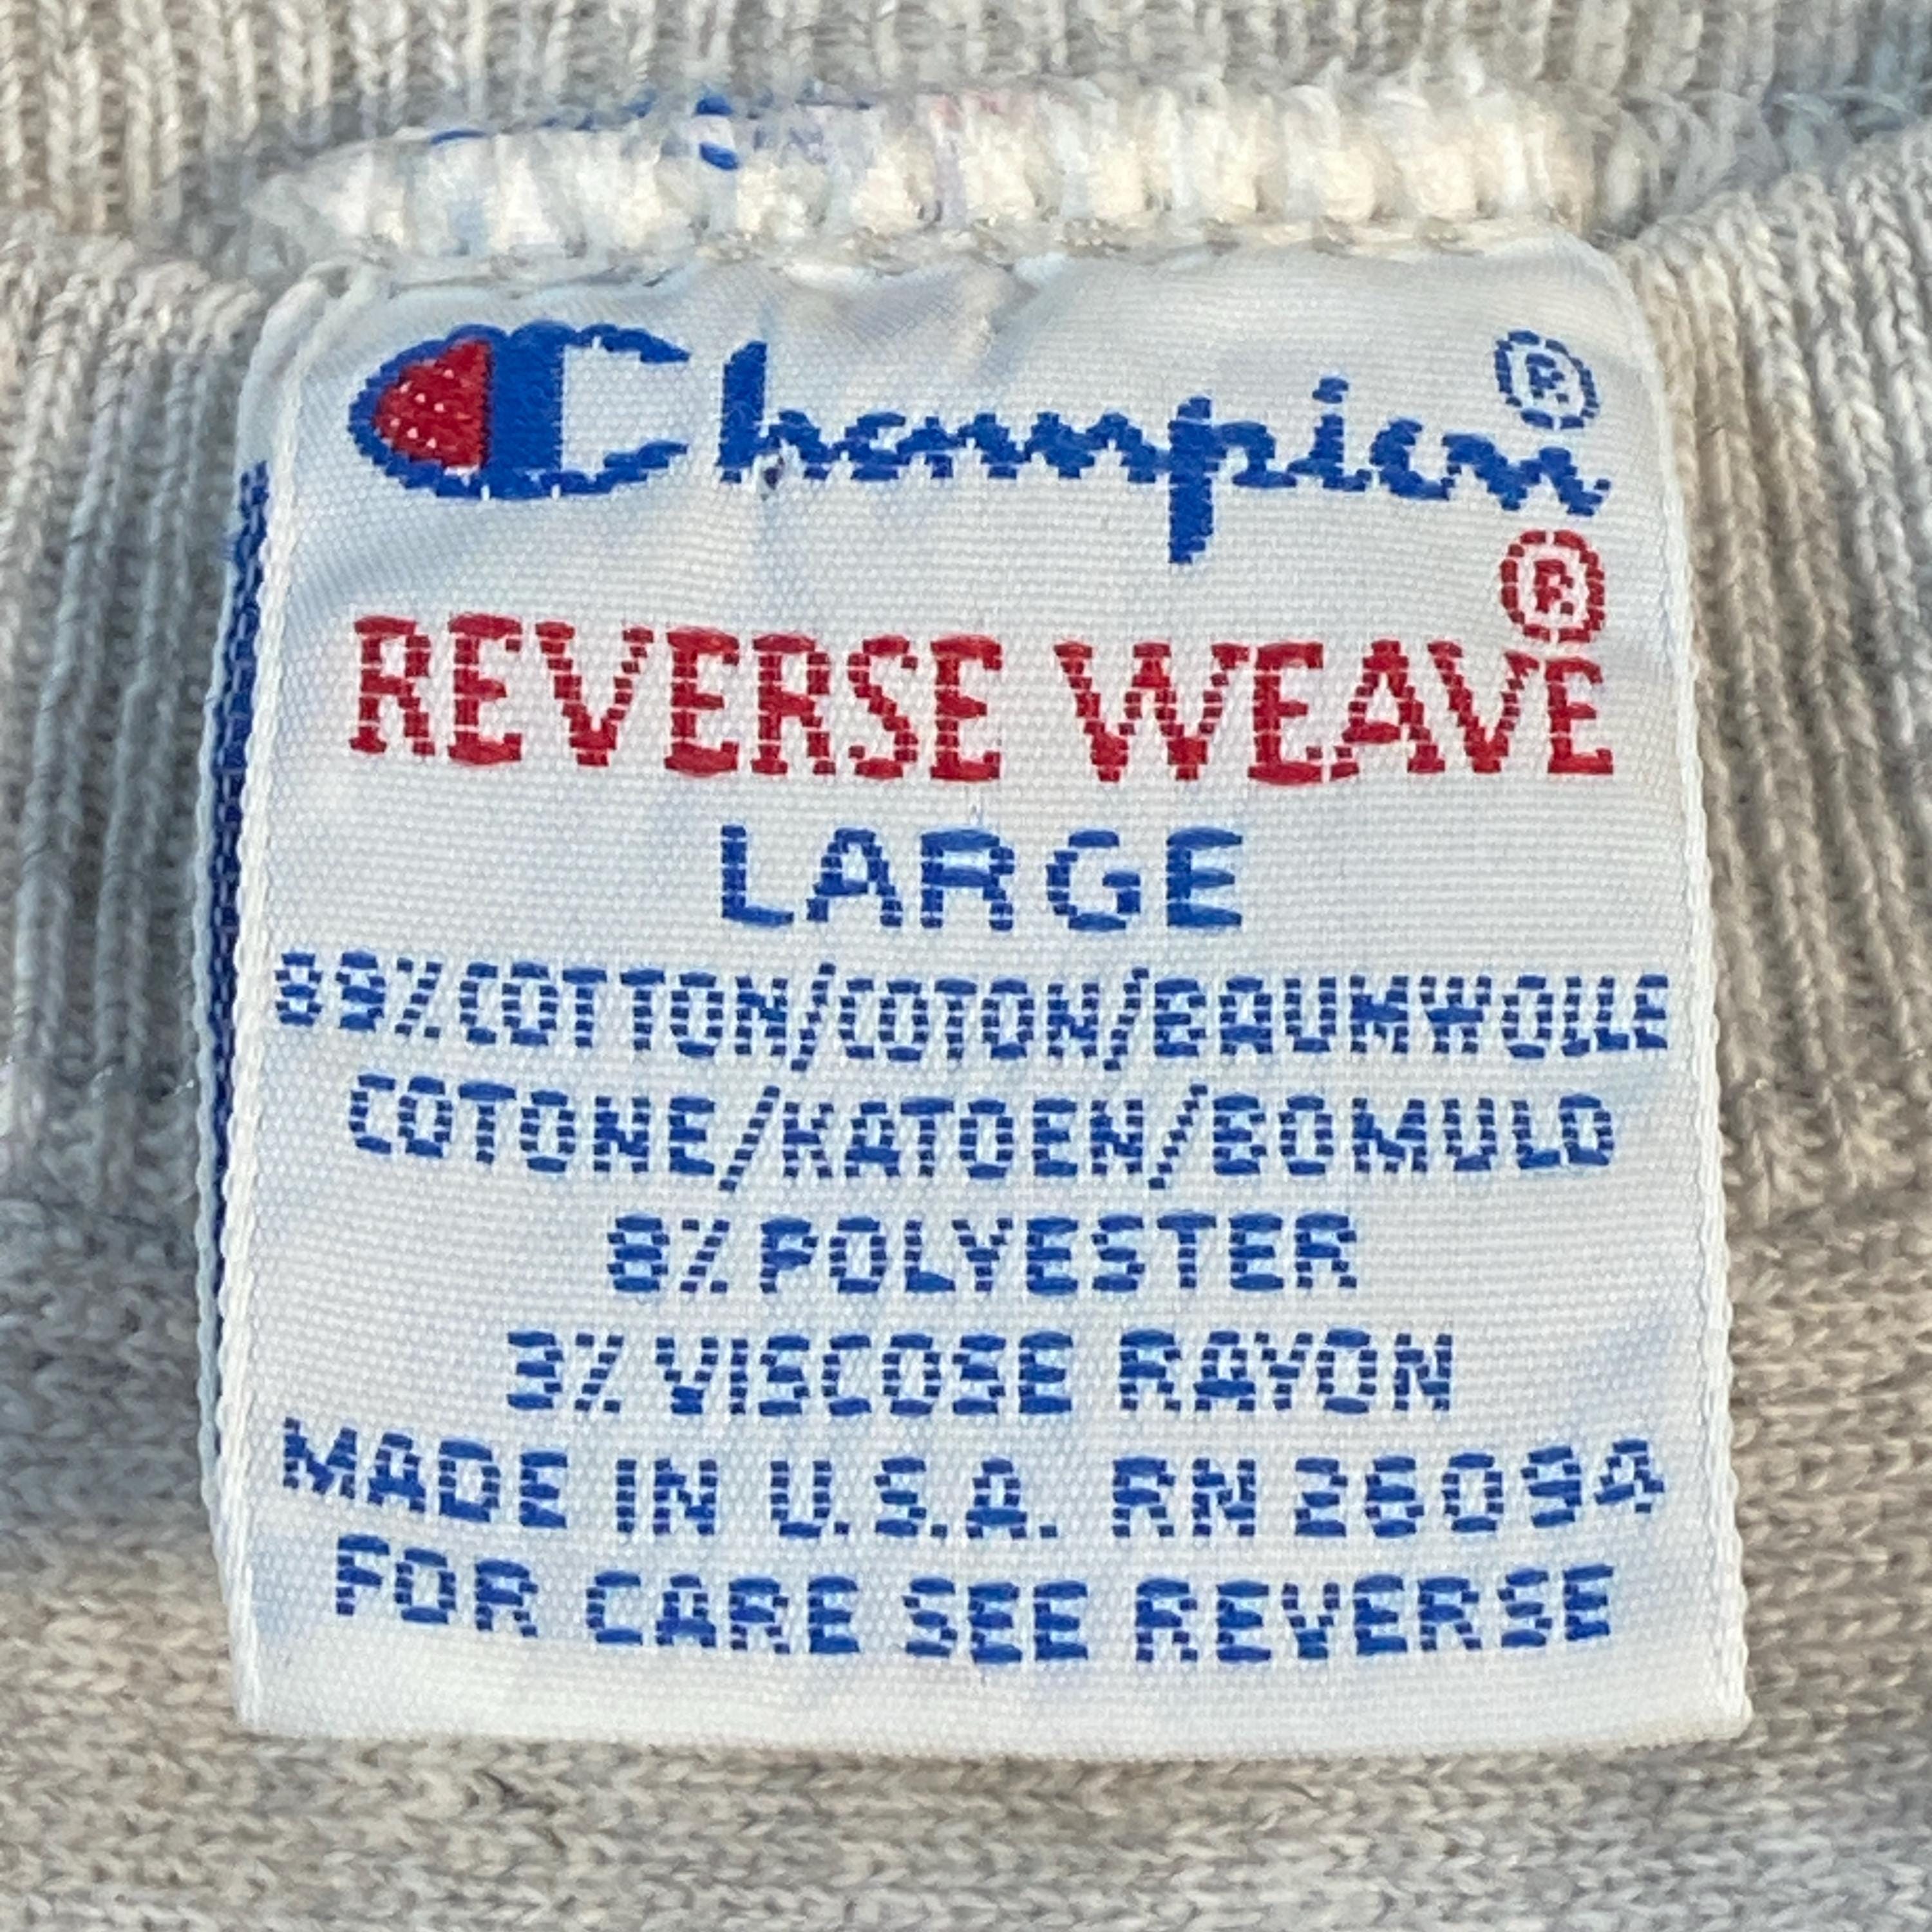 Champion®
REVERSE WEAVE®
LARGE
89% COTTON/COTON/BAUMWOLLE
COTONE/KATOEN/BOMULD
8% POLYESTER
3% VISCOSE RAYON
MADE IN U.S.A. RN 26094
FOR CARE SEE REVERSE